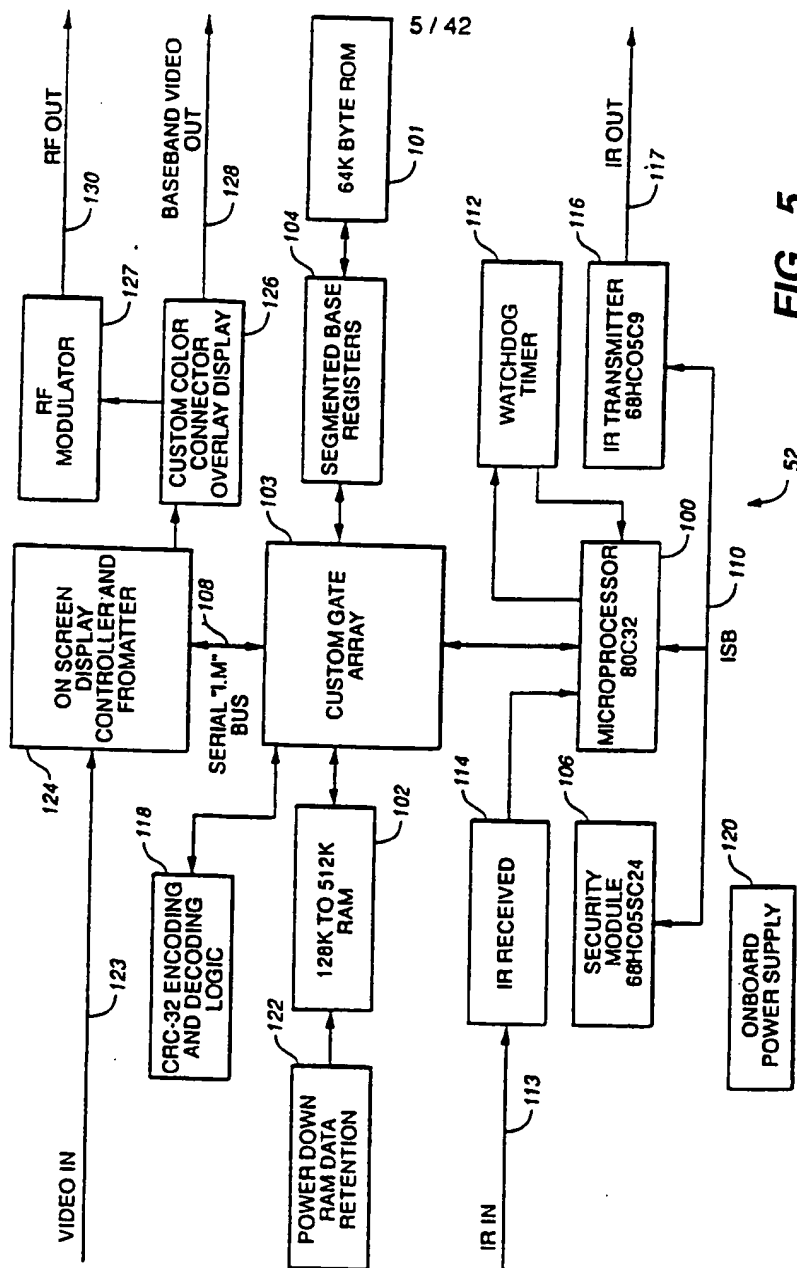 5 / 42
VIDEO IN
123
124
ON SCREEN
DISPLAY
CONTROLLER AND
FROMATTER
RF
MODULATOR
127
RF OUT
130
CUSTOM COLOR
CONNECTOR
OVERLAY DISPLAY
126
BASEBAND VIDEO
OUT
128
108
SERIAL "I.M"
BUS
118
CRC-32 ENCODING
AND DECODING
LOGIC
122
POWER DOWN
RAM DATA
RETENTION
102
128K TO 512K
RAM
103
CUSTOM GATE
ARRAY
104
SEGMENTED BASE
REGISTERS
64K BYTE ROM
101
IR IN
113
114
IR RECEIVED
106
SECURITY
MODULE
68HC05SC24
MICROPROCESSOR
80C32
100
112
WATCHDOG
TIMER
116
IR TRANSMITTER
68HCO5C9
IR OUT
117
110
ISB
120
ONBOARD
POWER SUPPLY
52
FIG. 5